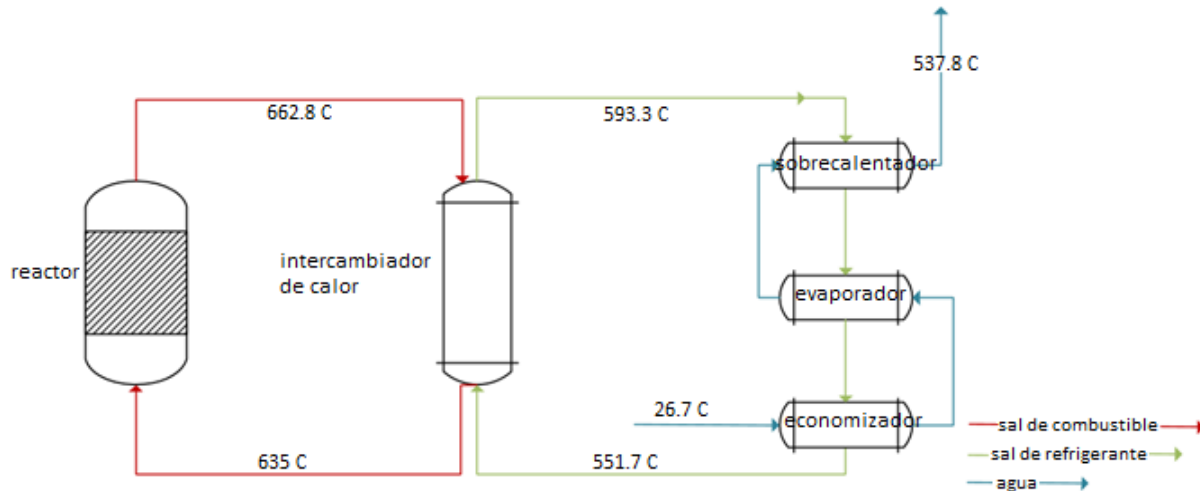 537.8 C
662.8 C
593.3 C
sobrecalentador
reactor
intercambiador
de calor
evaporador
26.7 C
economizador
635 C
551.7 C
sal de combustible
sal de refrigerante
agua